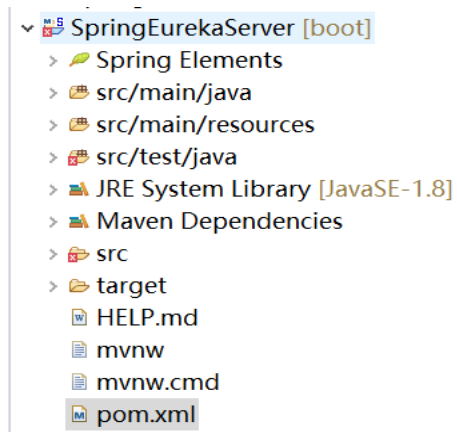 SpringEurekaServer [boot]
Spring Elements
src/main/java
src/main/resources
src/test/java
JRE System Library [JavaSE-1.8]
Maven Dependencies
src
target
HELP.md
mvnw
mvnw.cmd
pom.xml